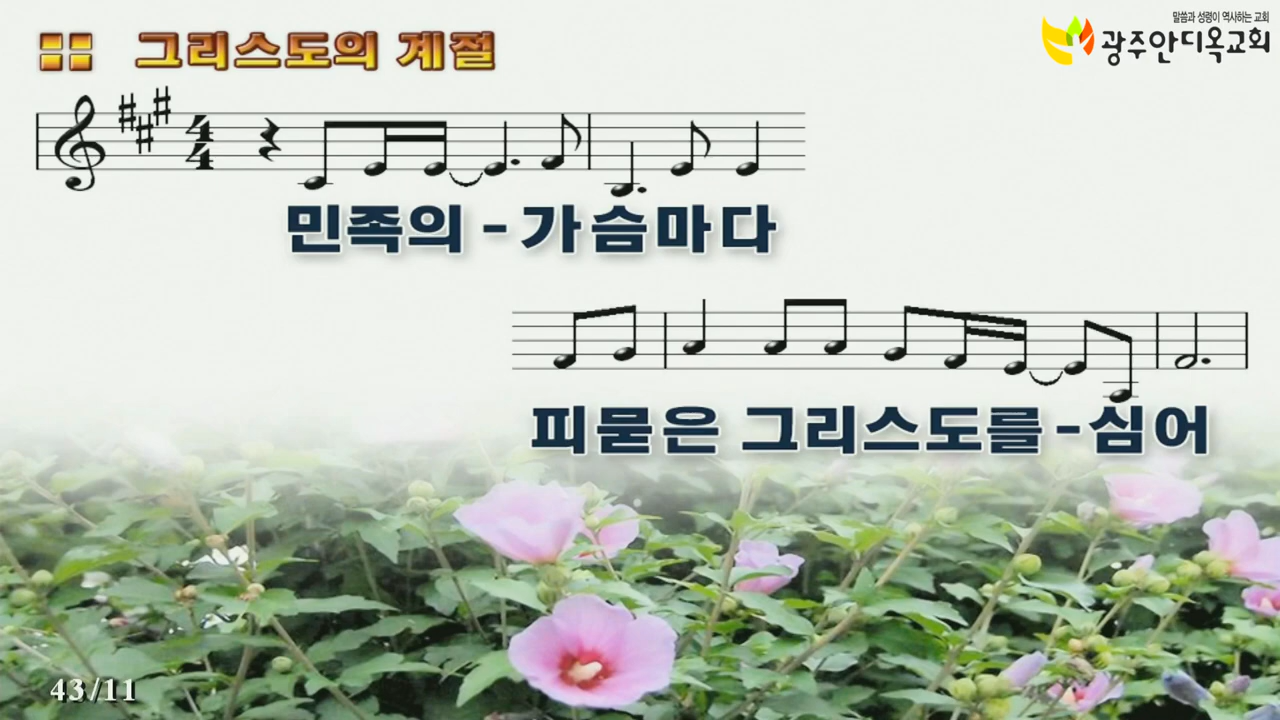 그리스도의 계절
말씀과 성령이 역사하는 교회
광주안디옥교회
4
4
민족의-가슴마다
피묻은 그리스도를-심어
43/11